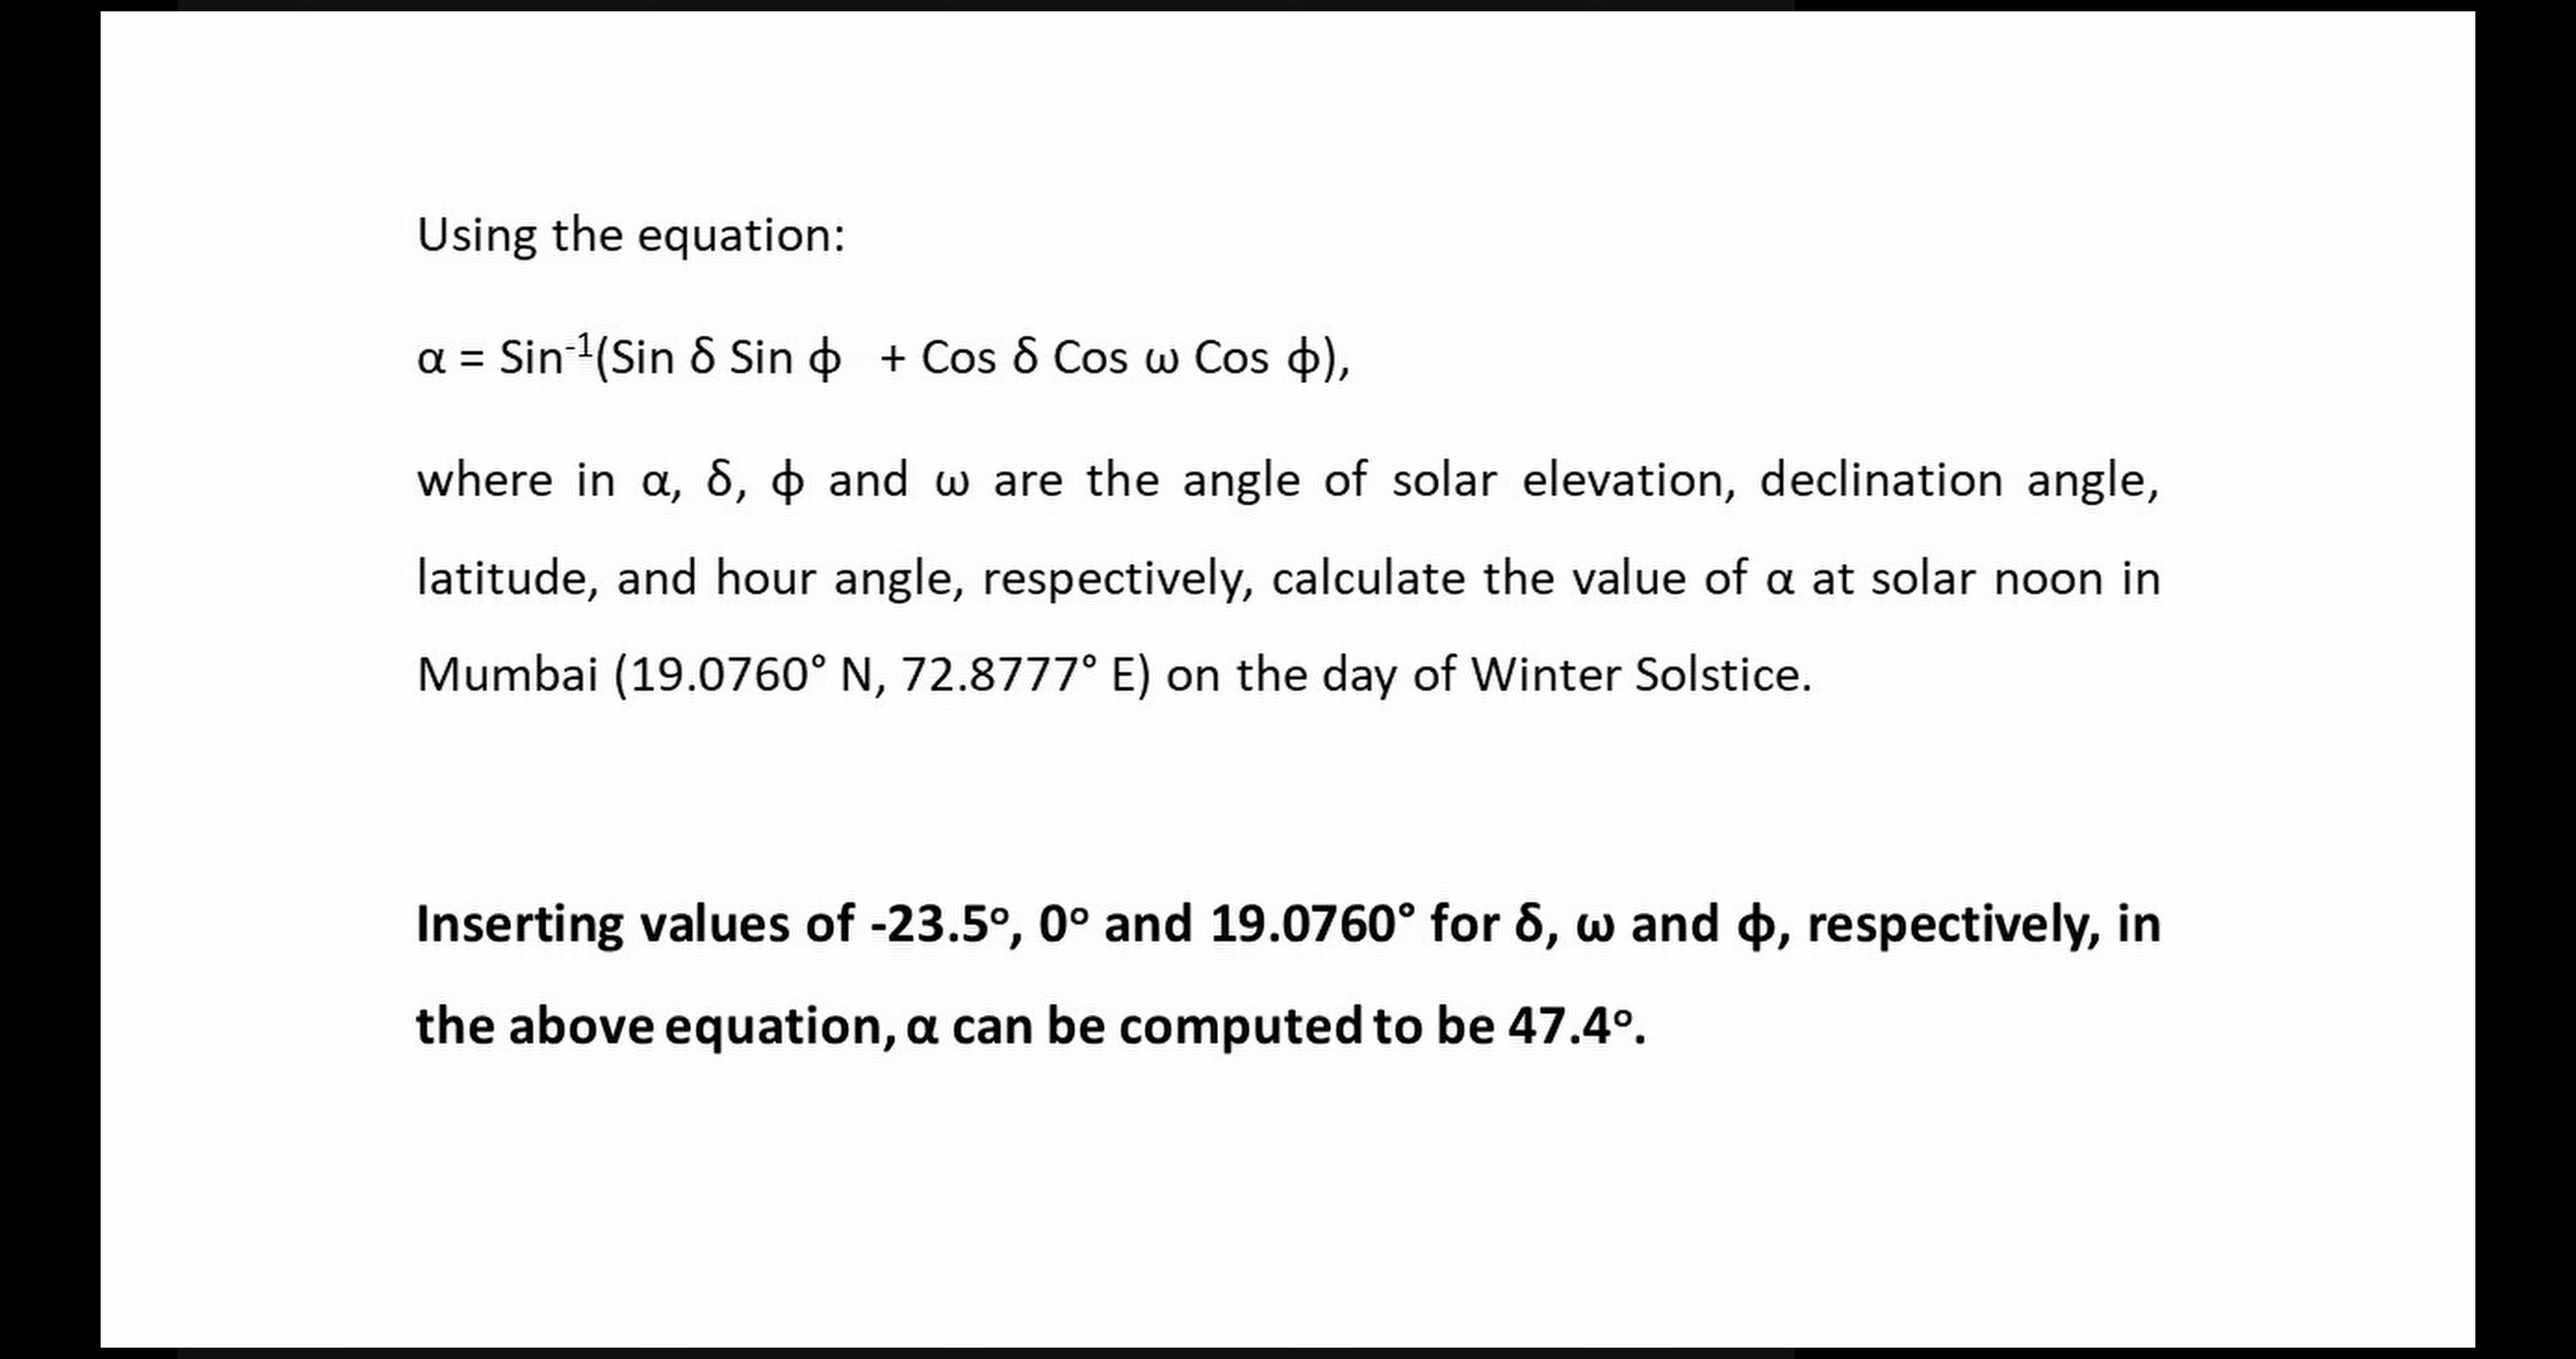 Using the equation:
α = Sin⁻¹(Sin δ Sin ϕ + Cos δ Cos ω Cos ϕ),
where in α, δ, ϕ and ω are the angle of solar elevation, declination angle,
latitude, and hour angle, respectively, calculate the value of α at solar noon in
Mumbai (19.0760° N, 72.8777° E) on the day of Winter Solstice.
Inserting values of -23.5º, 0º and 19.0760° for δ, ω and ϕ, respectively, in
the above equation, α can be computed to be 47.4º.